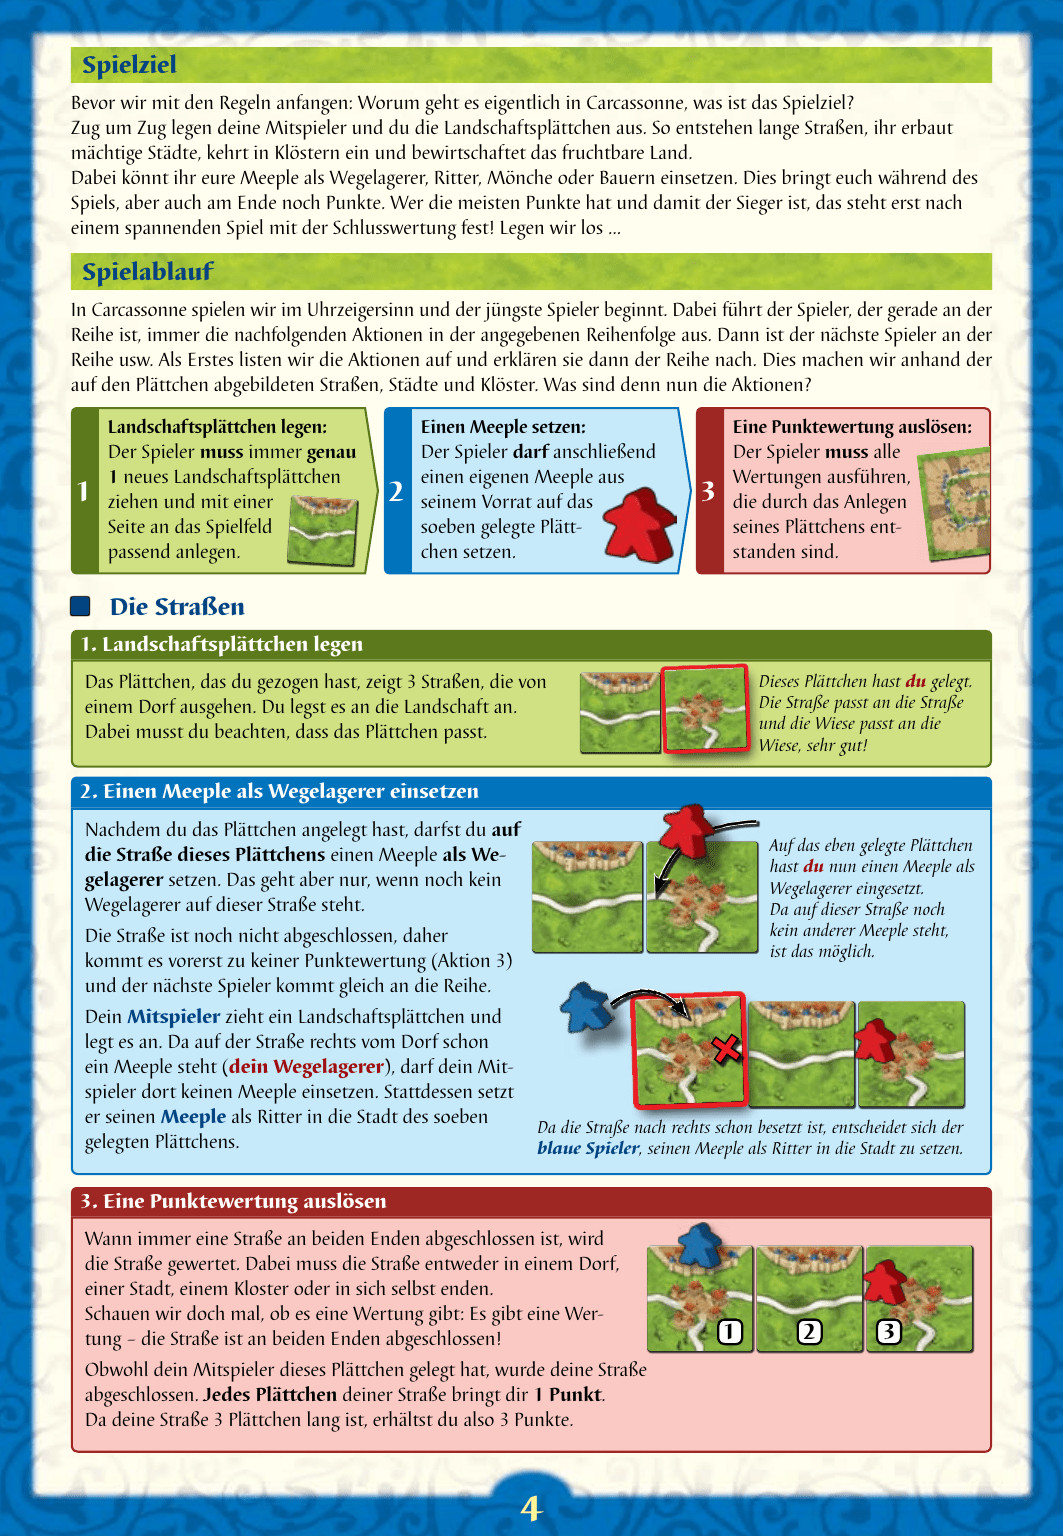 Spielziel
Bevor wir mit den Regeln anfangen: Worum geht es eigentlich in Carcassonne, was ist das Spielziel?
Zug um Zug legen deine Mitspieler und du die Landschaftsplättchen aus. So entstehen lange Straßen, ihr erbaut
mächtige Städte, kehrt in Klöstern ein und bewirtschaftet das fruchtbare Land.
Dabei könnt ihr eure Meeple als Wegelagerer, Ritter, Mönche oder Bauern einsetzen. Dies bringt euch während des
Spiels, aber auch am Ende noch Punkte. Wer die meisten Punkte hat und damit der Sieger ist, das steht erst nach
einem spannenden Spiel mit der Schlusswertung fest! Legen wir los ...
Spielablauf
In Carcassonne spielen wir im Uhrzeigersinn und der jüngste Spieler beginnt. Dabei führt der Spieler, der gerade an der
Reihe ist, immer die nachfolgenden Aktionen in der angegebenen Reihenfolge aus. Dann ist der nächste Spieler an der
Reihe usw. Als Erstes listen wir die Aktionen auf und erklären sie dann der Reihe nach. Dies machen wir anhand der
auf den Plättchen abgebildeten Straßen, Städte und Klöster. Was sind denn nun die Aktionen?
1
Landschaftsplättchen legen:
Der Spieler muss immer genau
1 neues Landschaftsplättchen
ziehen und mit einer
Seite an das Spielfeld
passend anlegen.
2
Einen Meeple setzen:
Der Spieler darf anschließend
einen eigenen Meeple aus
seinem Vorrat auf das
soeben gelegte Plätt-
chen setzen.
3
Eine Punktewertung auslösen:
Der Spieler muss alle
Wertungen ausführen,
die durch das Anlegen
seines Plättchens ent-
standen sind.
Die Straßen
1. Landschaftsplättchen legen
Das Plättchen, das du gezogen hast, zeigt 3 Straßen, die von
einem Dorf ausgehen. Du legst es an die Landschaft an.
Dabei musst du beachten, dass das Plättchen passt.
Dieses Plättchen hast du gelegt.
Die Straße passt an die Straße
und die Wiese passt an die
Wiese, sehr gut!
2. Einen Meeple als Wegelagerer einsetzen
Nachdem du das Plättchen angelegt hast, darfst du auf
die Straße dieses Plättchens einen Meeple als We-
gelagerer setzen. Das geht aber nur, wenn noch kein
Wegelagerer auf dieser Straße steht.
Die Straße ist noch nicht abgeschlossen, daher
kommt es vorerst zu keiner Punktewertung (Aktion 3)
und der nächste Spieler kommt gleich an die Reihe.
Dein Mitspieler zieht ein Landschaftsplättchen und
legt es an. Da auf der Straße rechts vom Dorf schon
ein Meeple steht (dein Wegelagerer), darf dein Mit-
spieler dort keinen Meeple einsetzen. Stattdessen setzt
er seinen Meeple als Ritter in die Stadt des soeben
gelegten Plättchens.
Auf das eben gelegte Plättchen
hast du nun einen Meeple als
Wegelagerer eingesetzt.
Da auf dieser Straße noch
kein anderer Meeple steht,
ist das möglich.
Da die Straße nach rechts schon besetzt ist, entscheidet sich der
blaue Spieler, seinen Meeple als Ritter in die Stadt zu setzen.
3. Eine Punktewertung auslösen
Wann immer eine Straße an beiden Enden abgeschlossen ist, wird
die Straße gewertet. Dabei muss die Straße entweder in einem Dorf,
einer Stadt, einem Kloster oder in sich selbst enden.
Schauen wir doch mal, ob es eine Wertung gibt: Es gibt eine Wer-
tung – die Straße ist an beiden Enden abgeschlossen!
Obwohl dein Mitspieler dieses Plättchen gelegt hat, wurde deine Straße
abgeschlossen. Jedes Plättchen deiner Straße bringt dir 1 Punkt.
Da deine Straße 3 Plättchen lang ist, erhältst du also 3 Punkte.
1 2 3
4